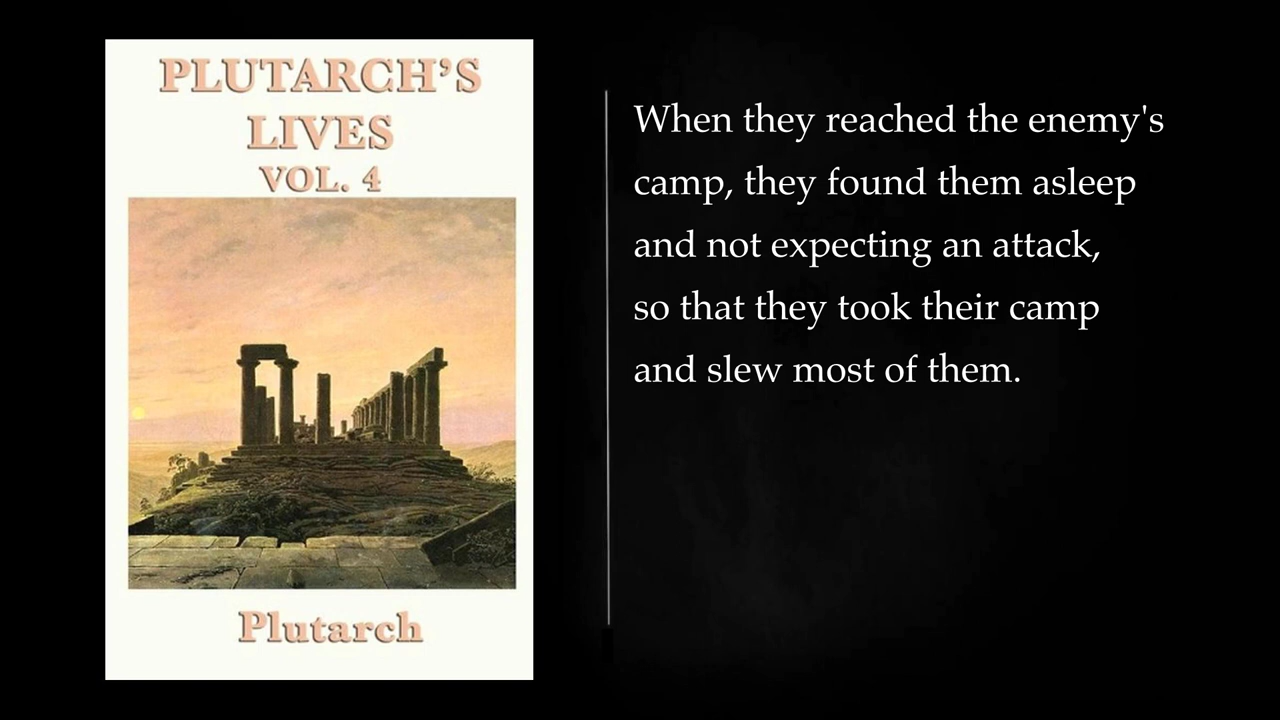 PLUTARCH'S
LIVES
VOL. 4
Plutarch
When they reached the enemy's
camp, they found them asleep
and not expecting an attack,
so that they took their camp
and slew most of them.